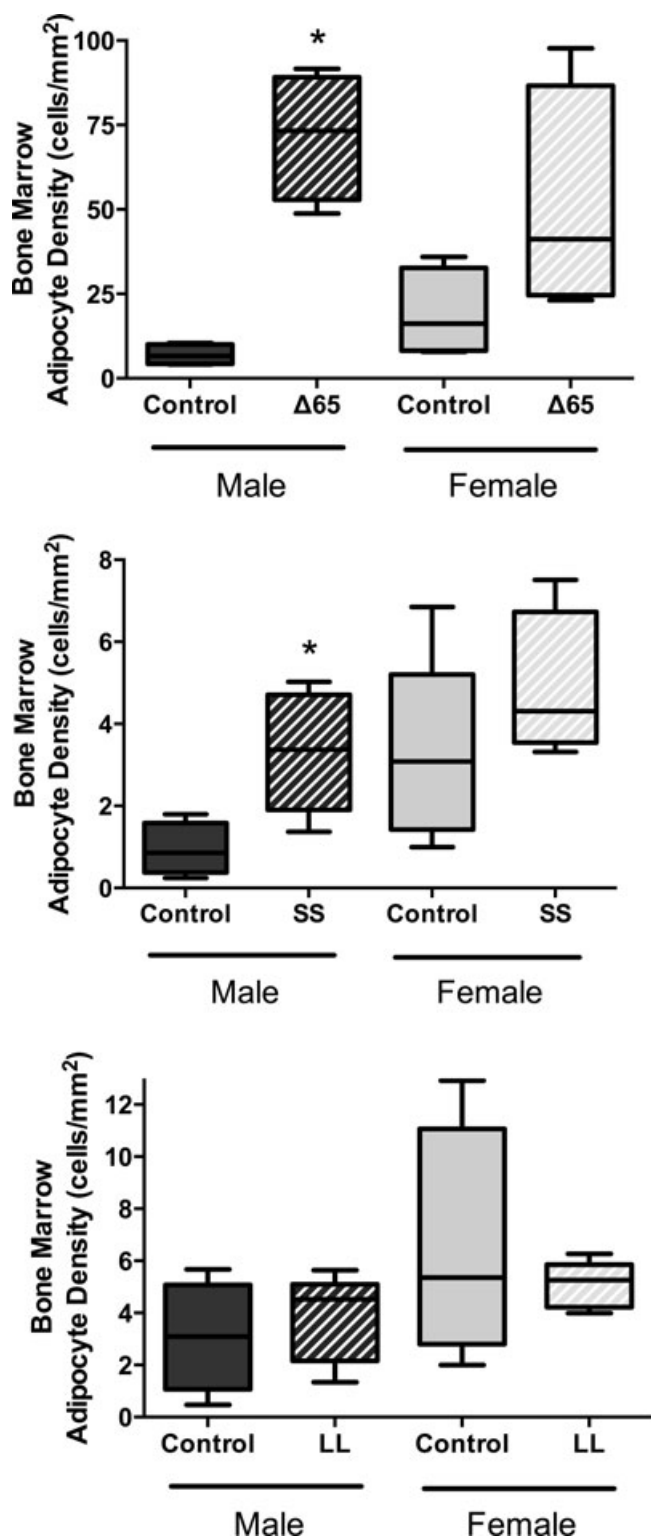 Bone Marrow
Adipocyte Density (cells/mm²)
100
75
50
25
0
*
Control
Δ65
Control
Δ65
Male
Female
Bone Marrow
Adipocyte Density (cells/mm²)
8
6
4
2
0
*
Control
SS
Control
SS
Male
Female
Bone Marrow
Adipocyte Density (cells/mm²)
12
10
8
6
4
2
0
Control
LL
Control
LL
Male
Female